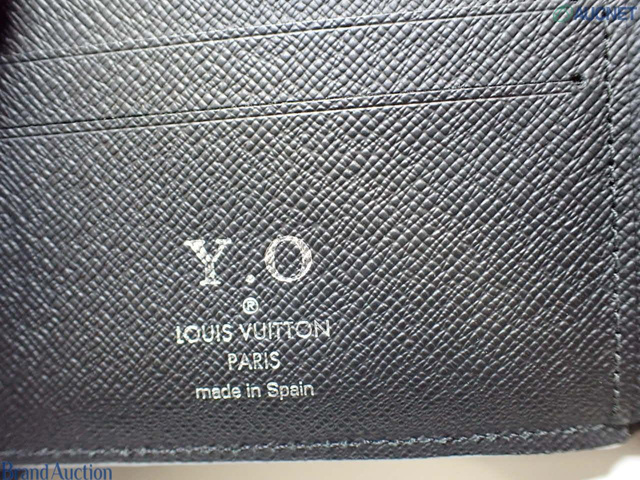 AUCNET
Y.O
®
LOUIS VUITTON
PARIS
made in Spain
Brand Auction